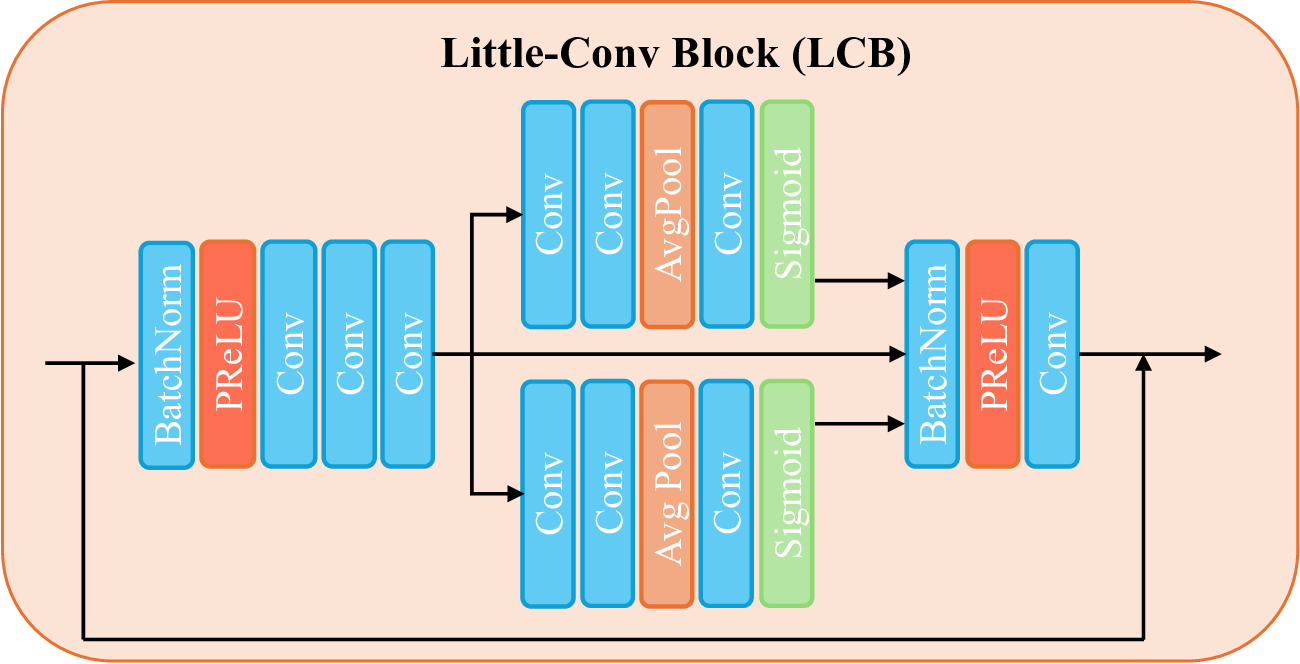 Little-Conv Block (LCB)
Conv
Conv
AvgPool
Conv
Sigmoid
BatchNorm
PReLU
Conv
Conv
Conv
BatchNorm
PReLU
Conv
Conv
Conv
Avg Pool
Conv
Sigmoid